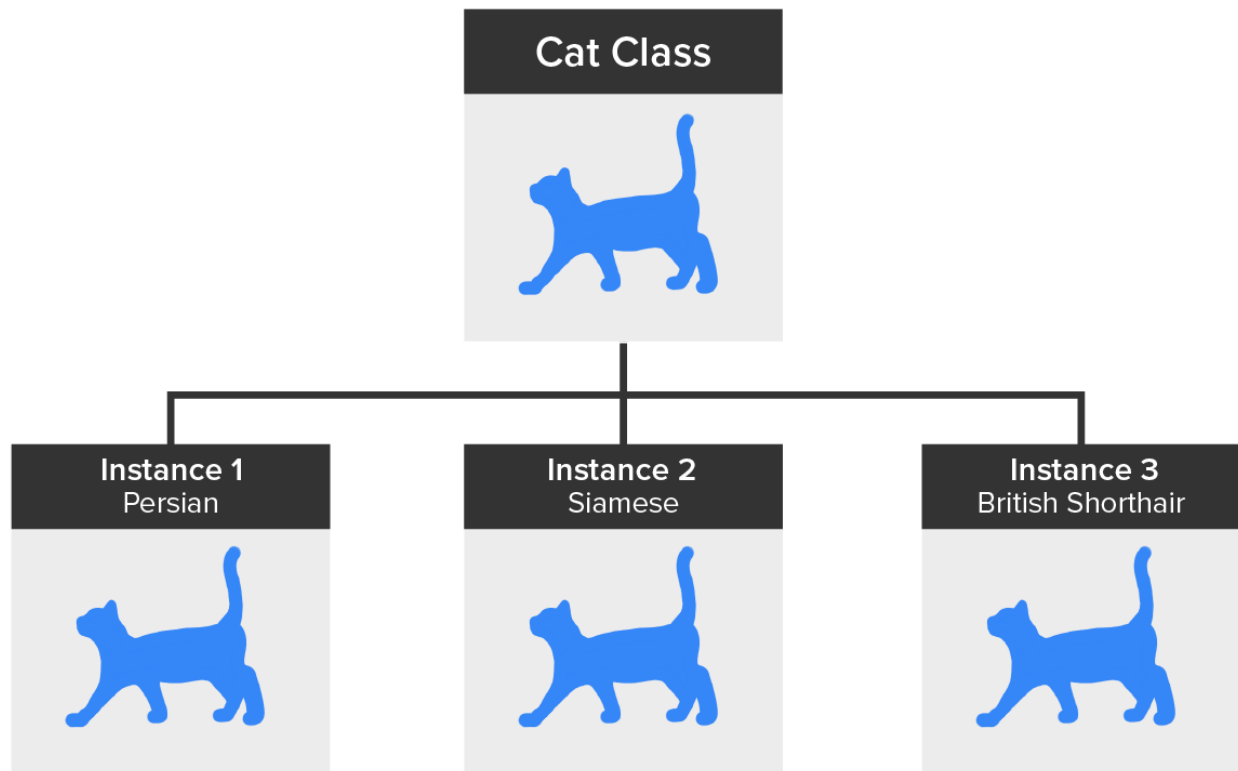 Cat Class
Instance 1
Persian
Instance 2
Siamese
Instance 3
British Shorthair